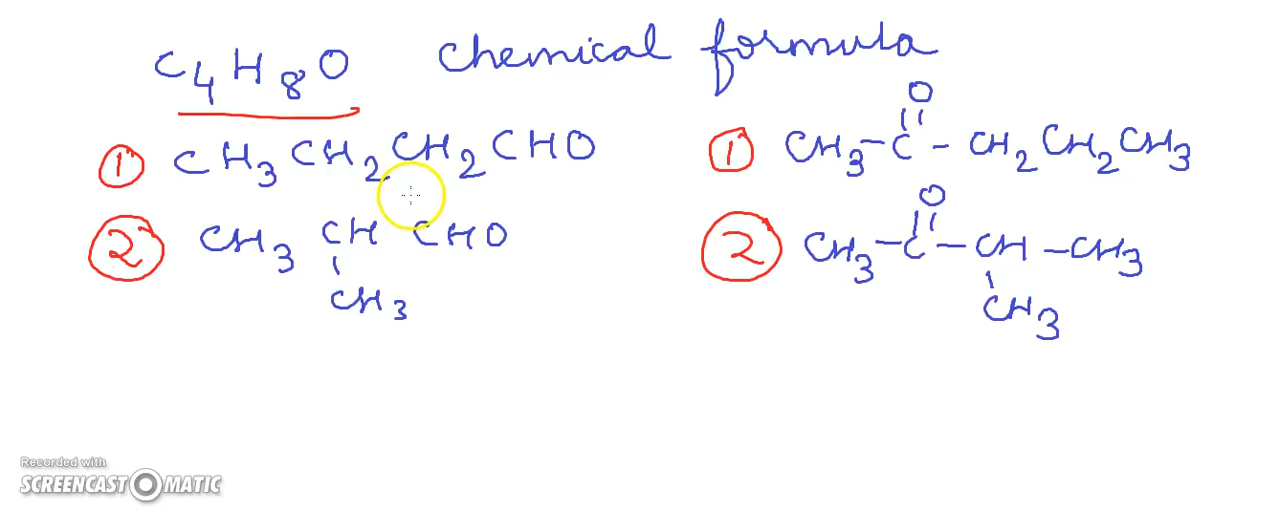 C4H8O Chemical formula
① CH3CH2CH2CHO
② CH3 CH CHO
CH3
O
① CH3-C-CH2CH2CH3
O
② CH3-C-CH-CH3
CH3
Recorded with
SCREENCAST-O-MATIC